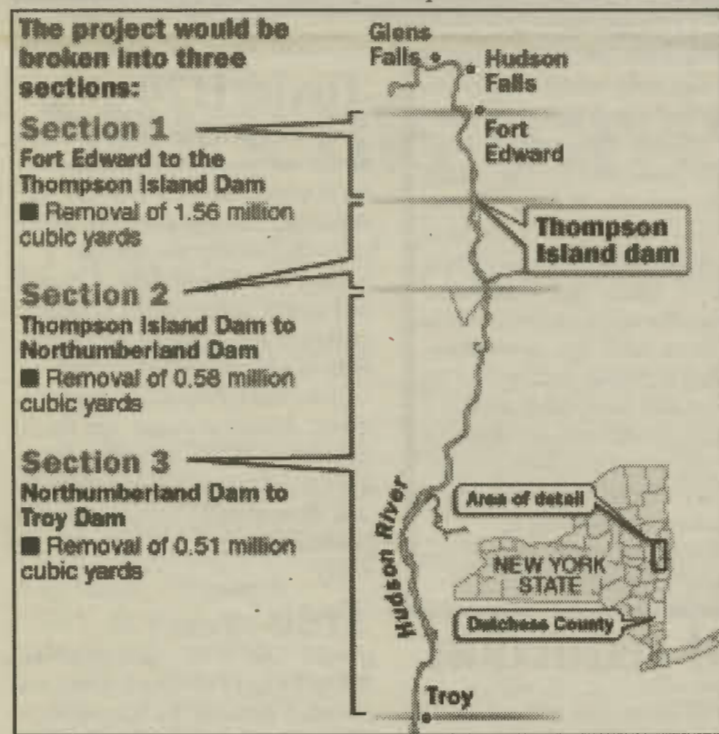 The project would be
broken into three
sections:
Section 1
Fort Edward to the
Thompson Island Dam
■ Removal of 1.56 million
cubic yards
Section 2
Thompson Island Dam to
Northumberland Dam
■ Removal of 0.58 million
cubic yards
Section 3
Northumberland Dam to
Troy Dam
■ Removal of 0.51 million
cubic yards
Glens
Falls
Hudson
Falls
Fort
Edward
Thompson
Island dam
Hudson River
Area of detail
NEW YORK
STATE
Dutchess County
Troy